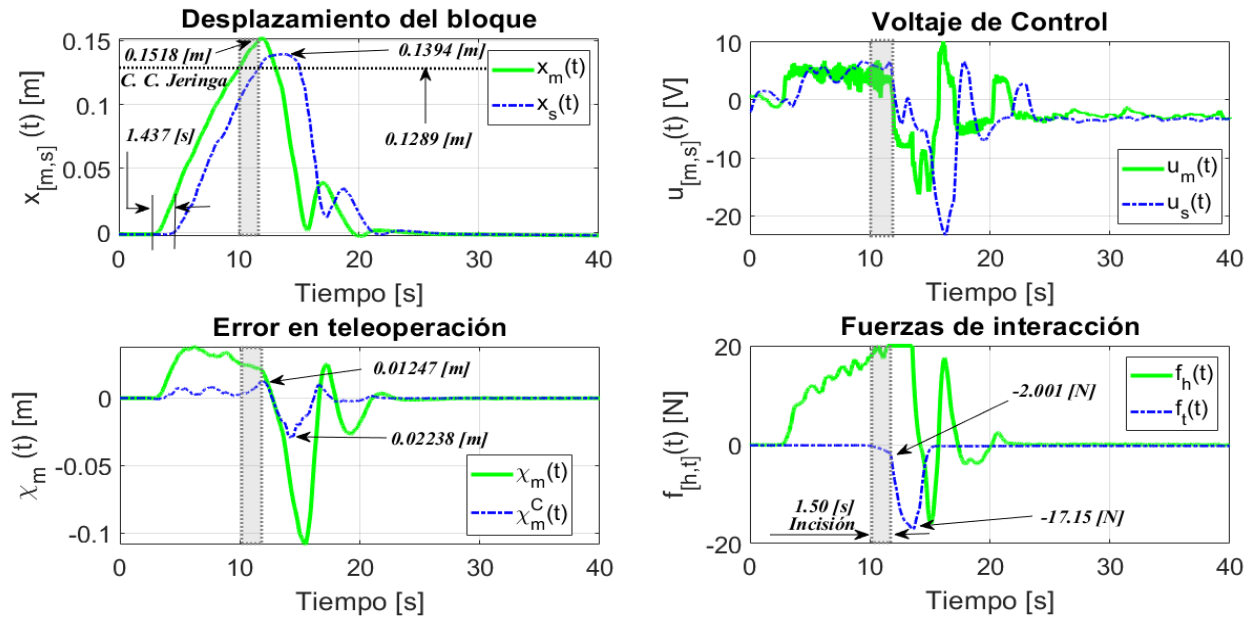 Desplazamiento del bloque
0.15
0.1
0.05
0
x[m,s](t) [m]
0.1518 [m]
0.1394 [m]
C. C. Jeringa
1.437 [s]
0.1289 [m]
xm(t)
xs(t)
0 10 20 30 40
Tiempo [s]
Voltaje de Control
10
0
-10
-20
u[m,s](t) [V]
um(t)
us(t)
0 10 20 30 40
Tiempo [s]
Error en teleoperación
0
-0.05
-0.1
χm(t) [m]
0.01247 [m]
0.02238 [m]
χm(t)
χmC(t)
0 10 20 30 40
Tiempo [s]
Fuerzas de interacción
20
0
-20
f[h,t](t) [N]
fh(t)
ft(t)
-2.001 [N]
1.50 [s]
Incisión
-17.15 [N]
0 10 20 30 40
Tiempo [s]